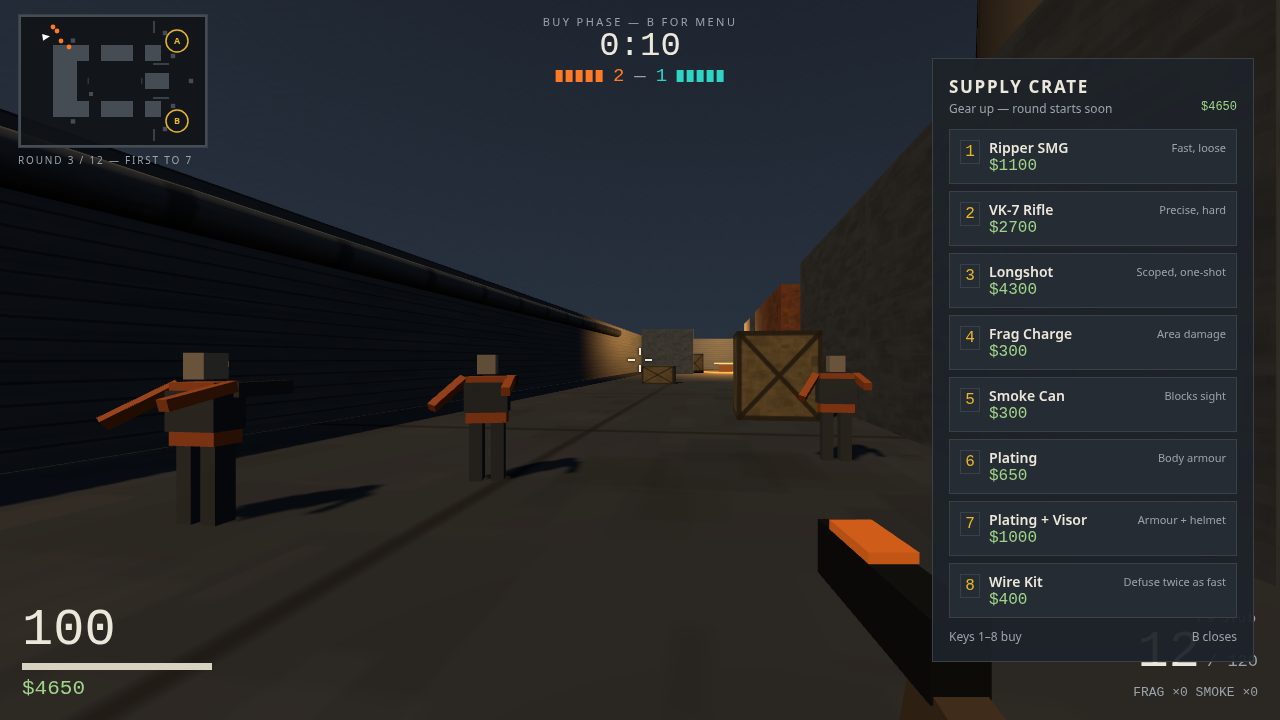 A
B
ROUND 3 / 12 — FIRST TO 7
BUY PHASE — B FOR MENU
0:10
2 — 1
SUPPLY CRATE
Gear up — round starts soon
$4650
1 Ripper SMG Fast, loose
$1100
2 VK-7 Rifle Precise, hard
$2700
3 Longshot Scoped, one-shot
$4300
4 Frag Charge Area damage
$300
5 Smoke Can Blocks sight
$300
6 Plating Body armour
$650
7 Plating + Visor Armour + helmet
$1000
8 Wire Kit Defuse twice as fast
$400
Keys 1–8 buy B closes
100
$4650
12 / 120
FRAG ×0 SMOKE ×0